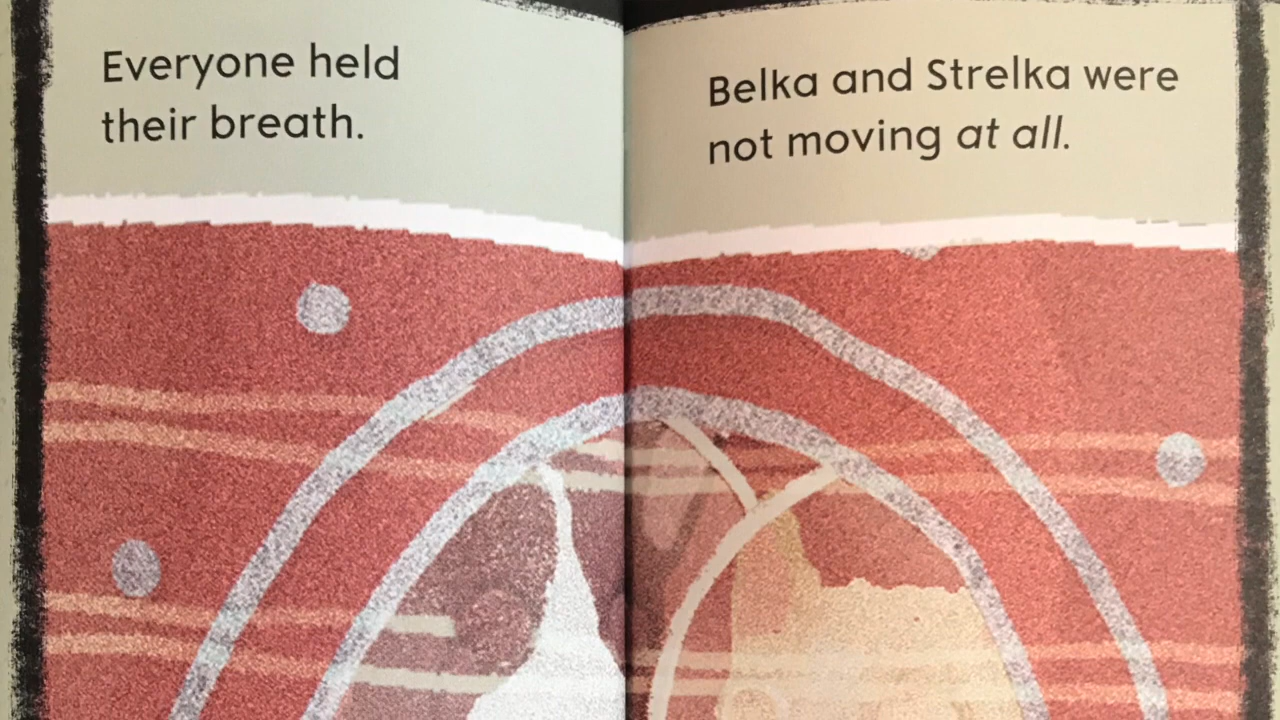 Everyone held
their breath.
Belka and Strelka were
not moving at all.